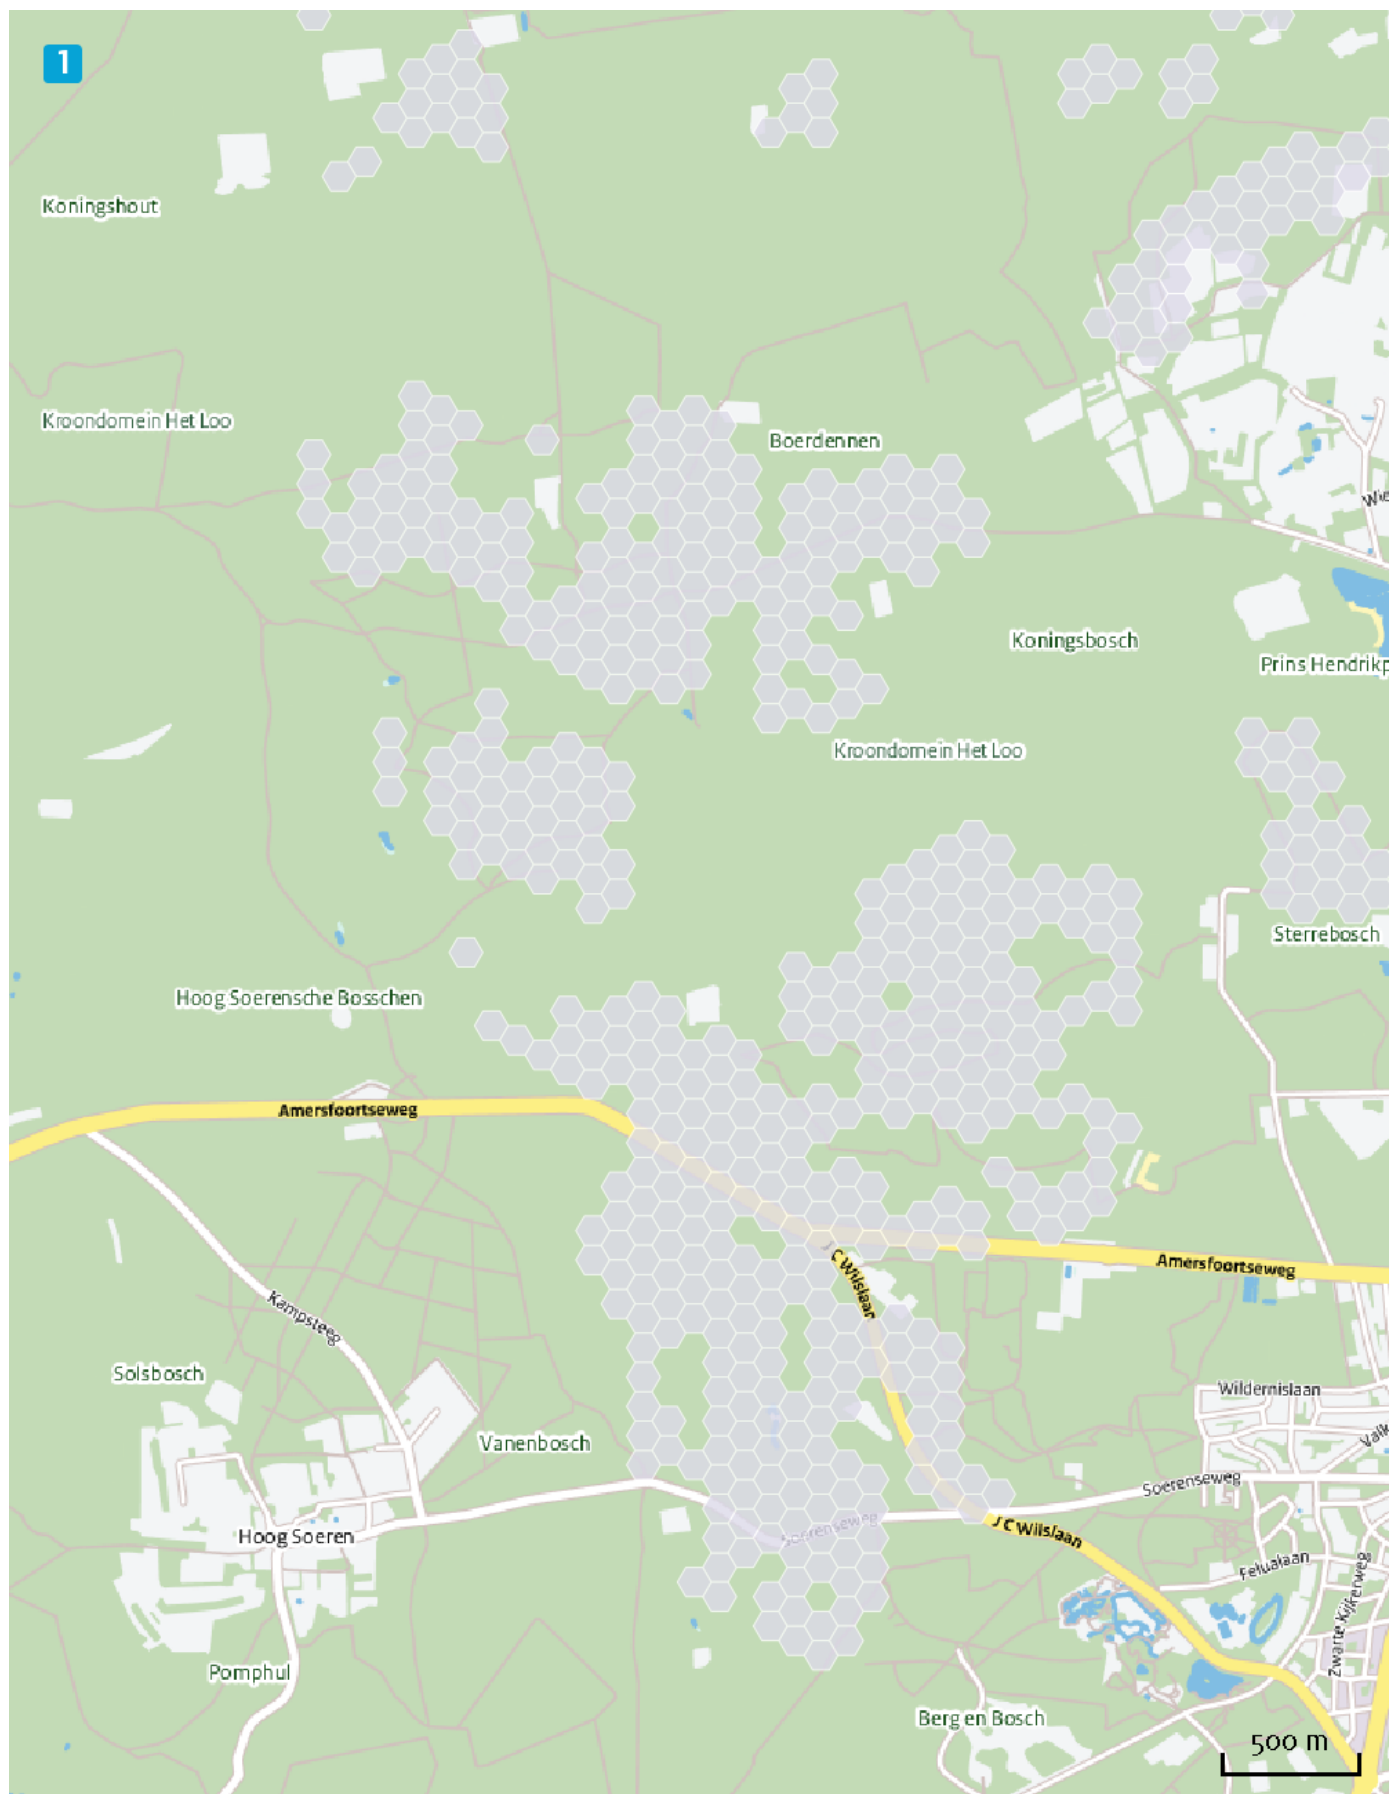 1
Koningshout
Kroondomein Het Loo
Boerdennen
Koningsbosch
Prins Hendrikp
Kroondomein Het Loo
Sterrebosch
Hoog Soerensche Bosschen
Amersfoortseweg
J C Wilslaan
Amersfoortseweg
Kampsteeg
Solsbosch
Wildernislaan
Vanenbosch
Soerenseweg
Soerenseweg
J C Wilslaan
Hoog Soeren
Felualaan
Zwarte Kijkerweg
Pomphul
Berg en Bosch
500 m